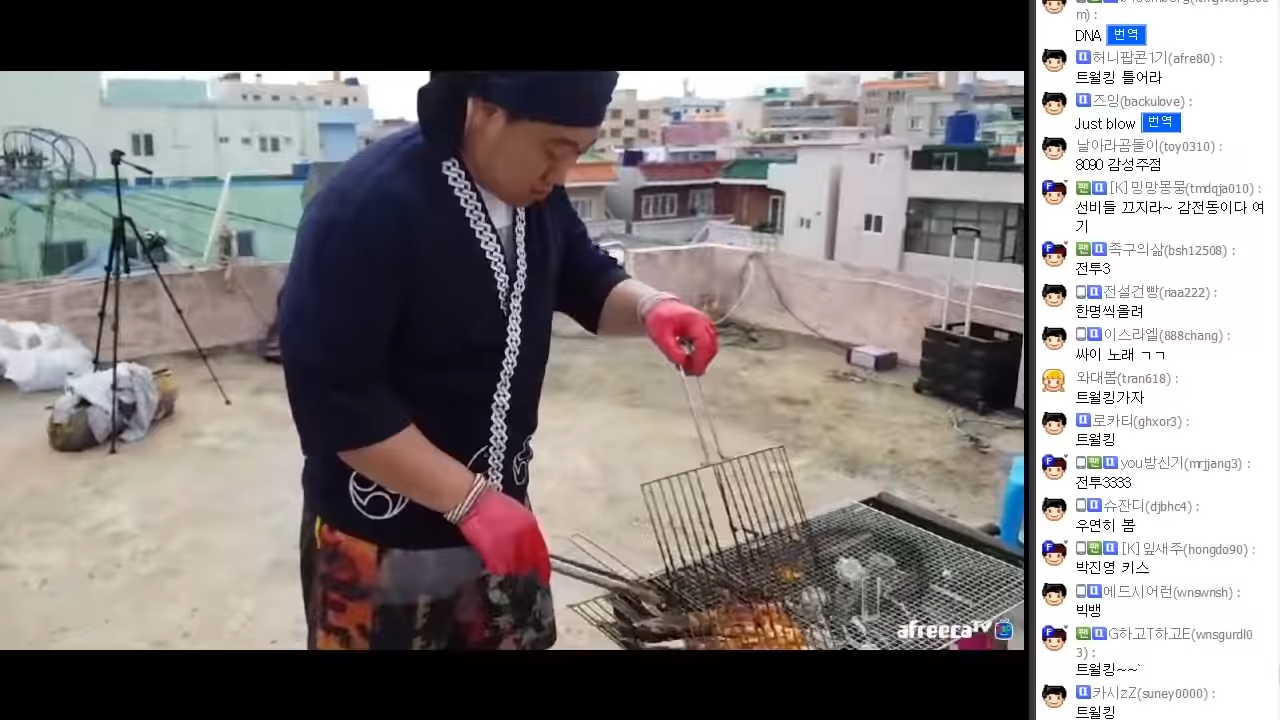 m) :
DNA 번역
허니팝콘1기(afre80) :
트월킹 틀어라
즈잉(backulove) :
Just blow 번역
날아라곰돌이(toy0310) :
8090 감성주점
팬 [K]밍망몽뭉(tmdqja010) :
선비들 끄지라~ 감전동이다 여
기
팬 족구의삶(bsh12508) :
전투3
전설건빵(riaa222) :
한명씩올려
이스라엘(888chang) :
싸이 노래 ㄱㄱ
와대봄(tran618) :
트월킹가자
로카티(ghxor3) :
트월킹
팬 you방신기(mrjjang3) :
전투3333
슈잔디(djbhc4) :
우연히 봄
팬 [K]잎새주(hongdo90) :
박진영 키스
에드시어런(wnswnsh) :
빅뱅
팬 G하고T하고E(wnsgurdl0
3) :
트월킹~~`
카시zZ(suney0000) :
트월킹
afreecaTV